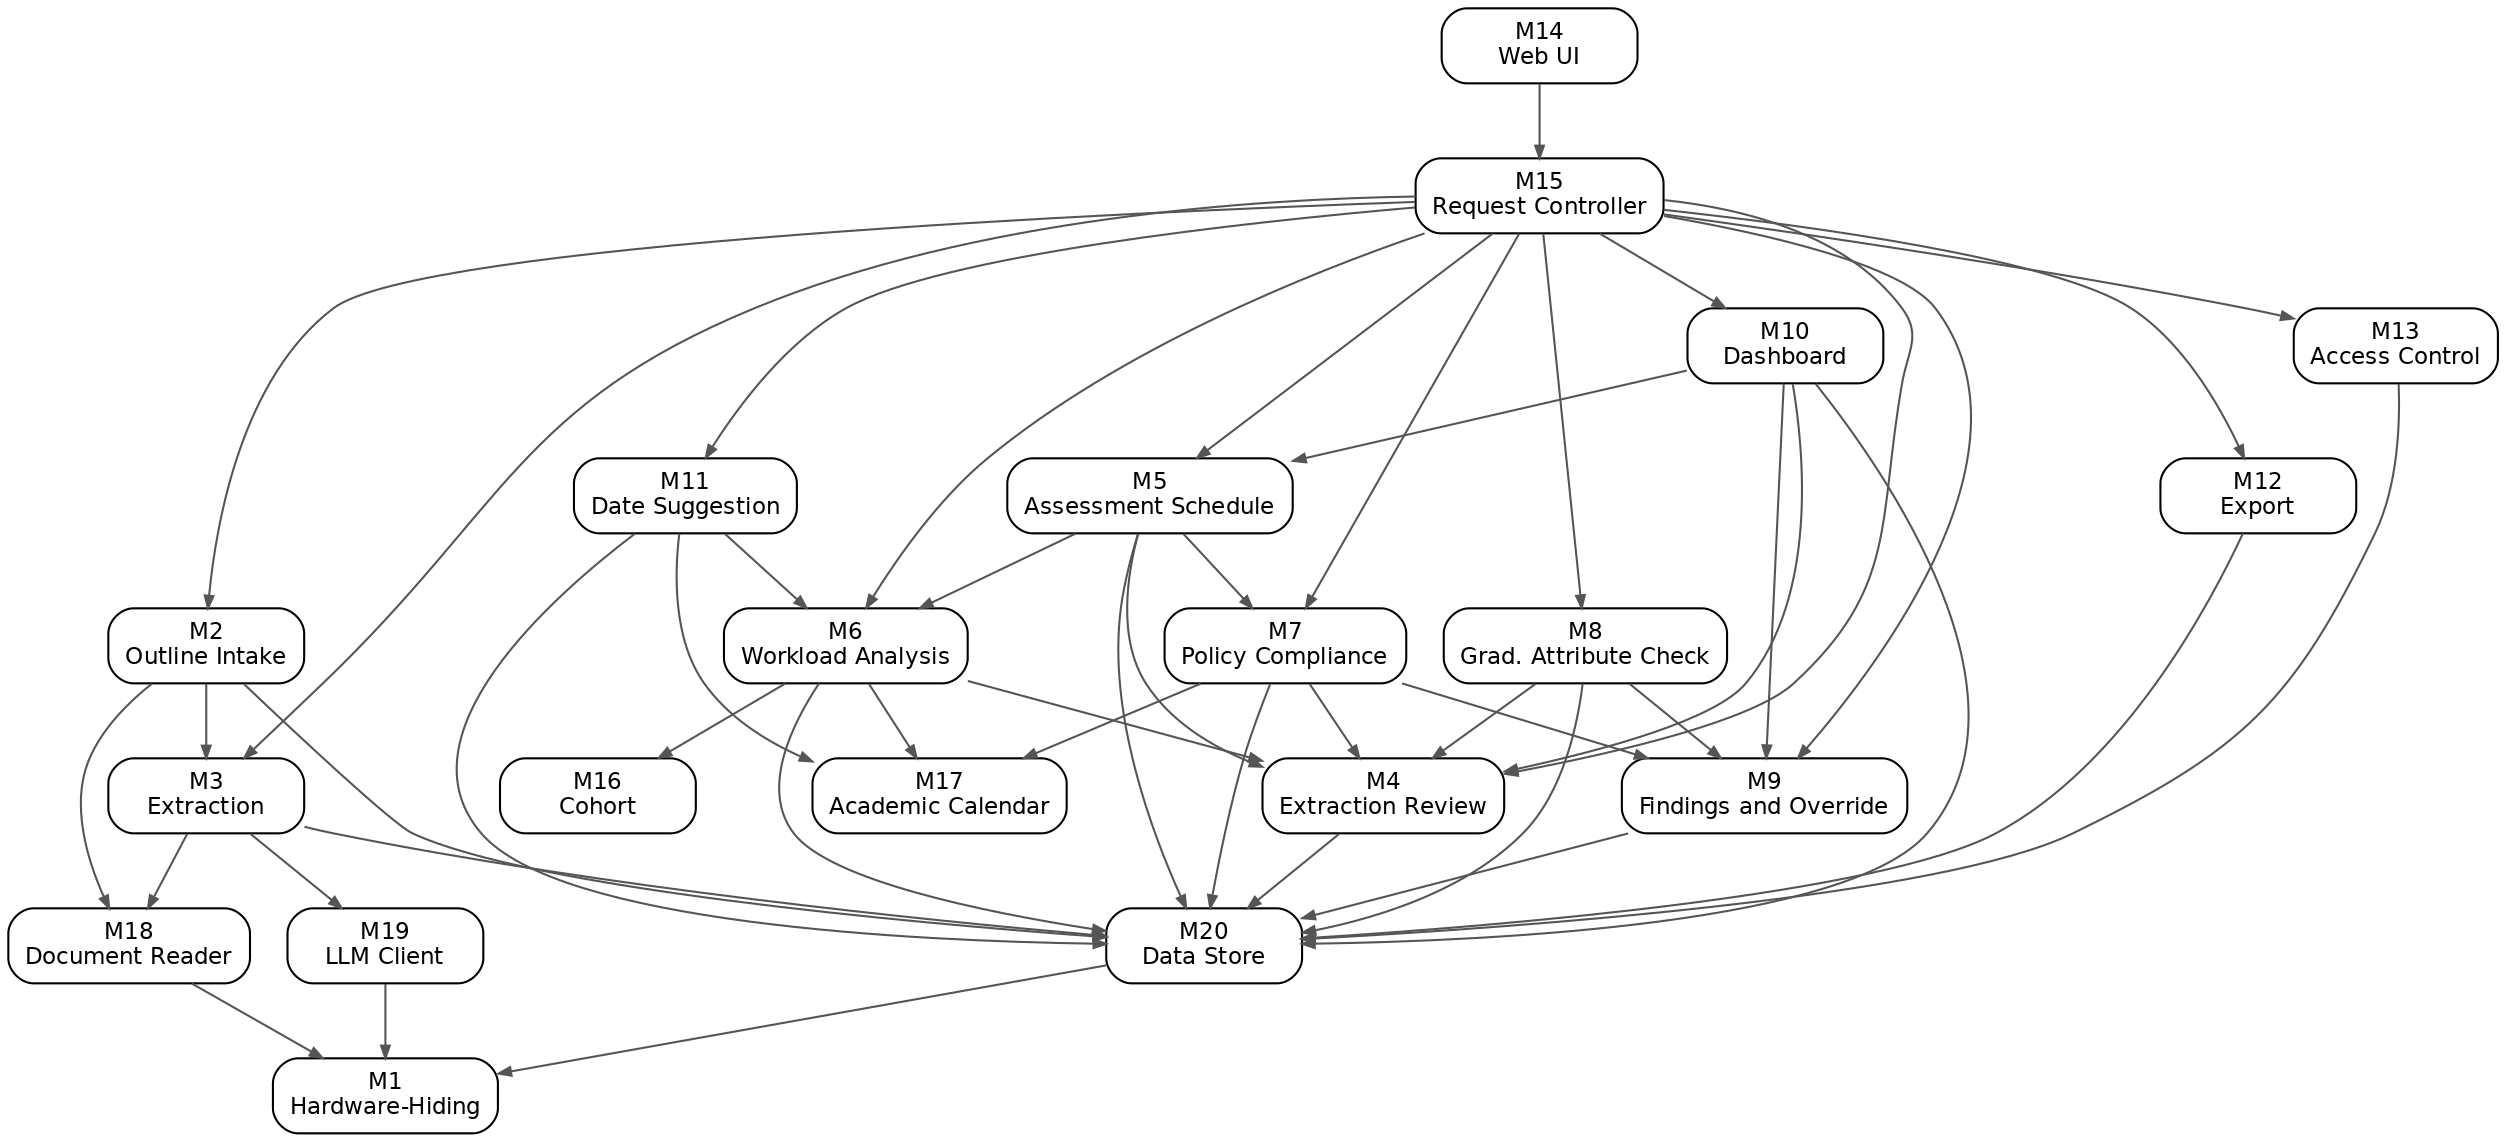 M14
Web UI
M15
Request Controller
M10
Dashboard
M13
Access Control
M11
Date Suggestion
M5
Assessment Schedule
M12
Export
M2
Outline Intake
M6
Workload Analysis
M7
Policy Compliance
M8
Grad. Attribute Check
M3
Extraction
M16
Cohort
M17
Academic Calendar
M4
Extraction Review
M9
Findings and Override
M18
Document Reader
M19
LLM Client
M20
Data Store
M1
Hardware-Hiding